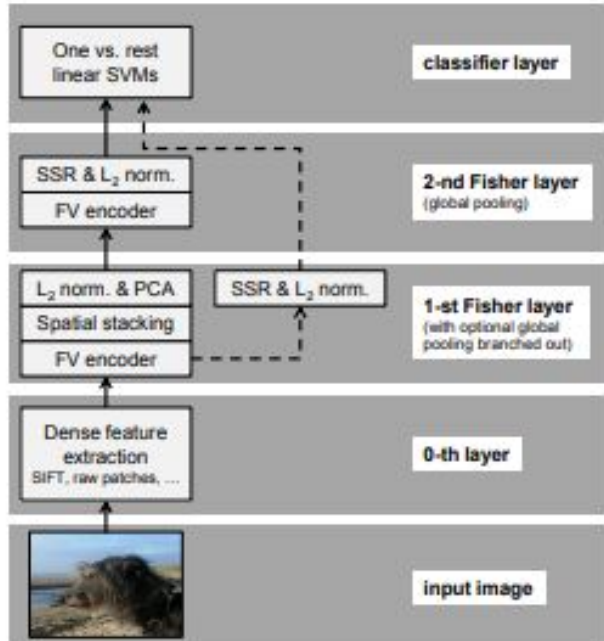 One vs. rest
linear SVMs
classifier layer
SSR & L₂ norm.
FV encoder
2-nd Fisher layer
(global pooling)
L₂ norm. & PCA
Spatial stacking
FV encoder
SSR & L₂ norm.
1-st Fisher layer
(with optional global
pooling branched out)
Dense feature
extraction
SIFT, raw patches, ...
0-th layer
input image